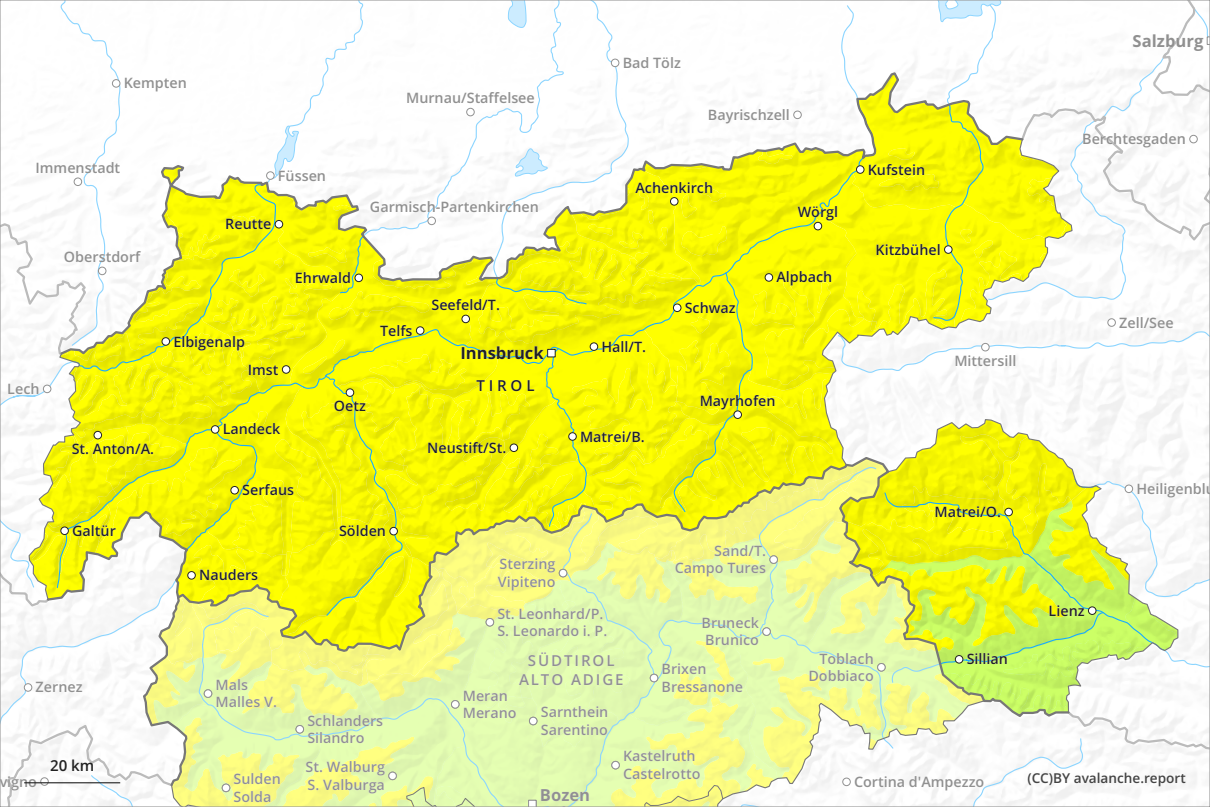 Salzburg
Bad Tölz
Kempten
Murnau/Staffelsee
Bayrischzell
Berchtesgaden
Immenstadt
Füssen
Kufstein
Achenkirch
Garmisch-Partenkirchen
Wörgl
Reutte
Kitzbühel
Oberstdorf
Ehrwald
Alpbach
Seefeld/T.
Schwaz
Zell/See
Telfs
Elbigenalp
Innsbruck
Hall/T.
Mittersill
Imst
TIROL
Lech
Oetz
Mayrhofen
Landeck
Matrei/B.
St. Anton/A.
Neustift/St.
Serfaus
Heiligenblu
Matrei/O.
Galtür
Sölden
Sand/T.
Campo Tures
Sterzing
Vipiteno
Nauders
St. Leonhard/P.
S. Leonardo i. P.
Lienz
Bruneck
Brunico
SÜDTIROL
ALTO ADIGE
Toblach
Dobbiaco
Sillian
Brixen
Bressanone
Zernez
Mals
Malles V.
Meran
Merano
Sarnthein
Sarentino
Schlanders
Silandro
Kastelruth
Castelrotto
20 km
St. Walburg
S. Valburga
vigno
Sulden
Solda
Cortina d'Ampezzo
(CC)BY avalanche.report
Bozen